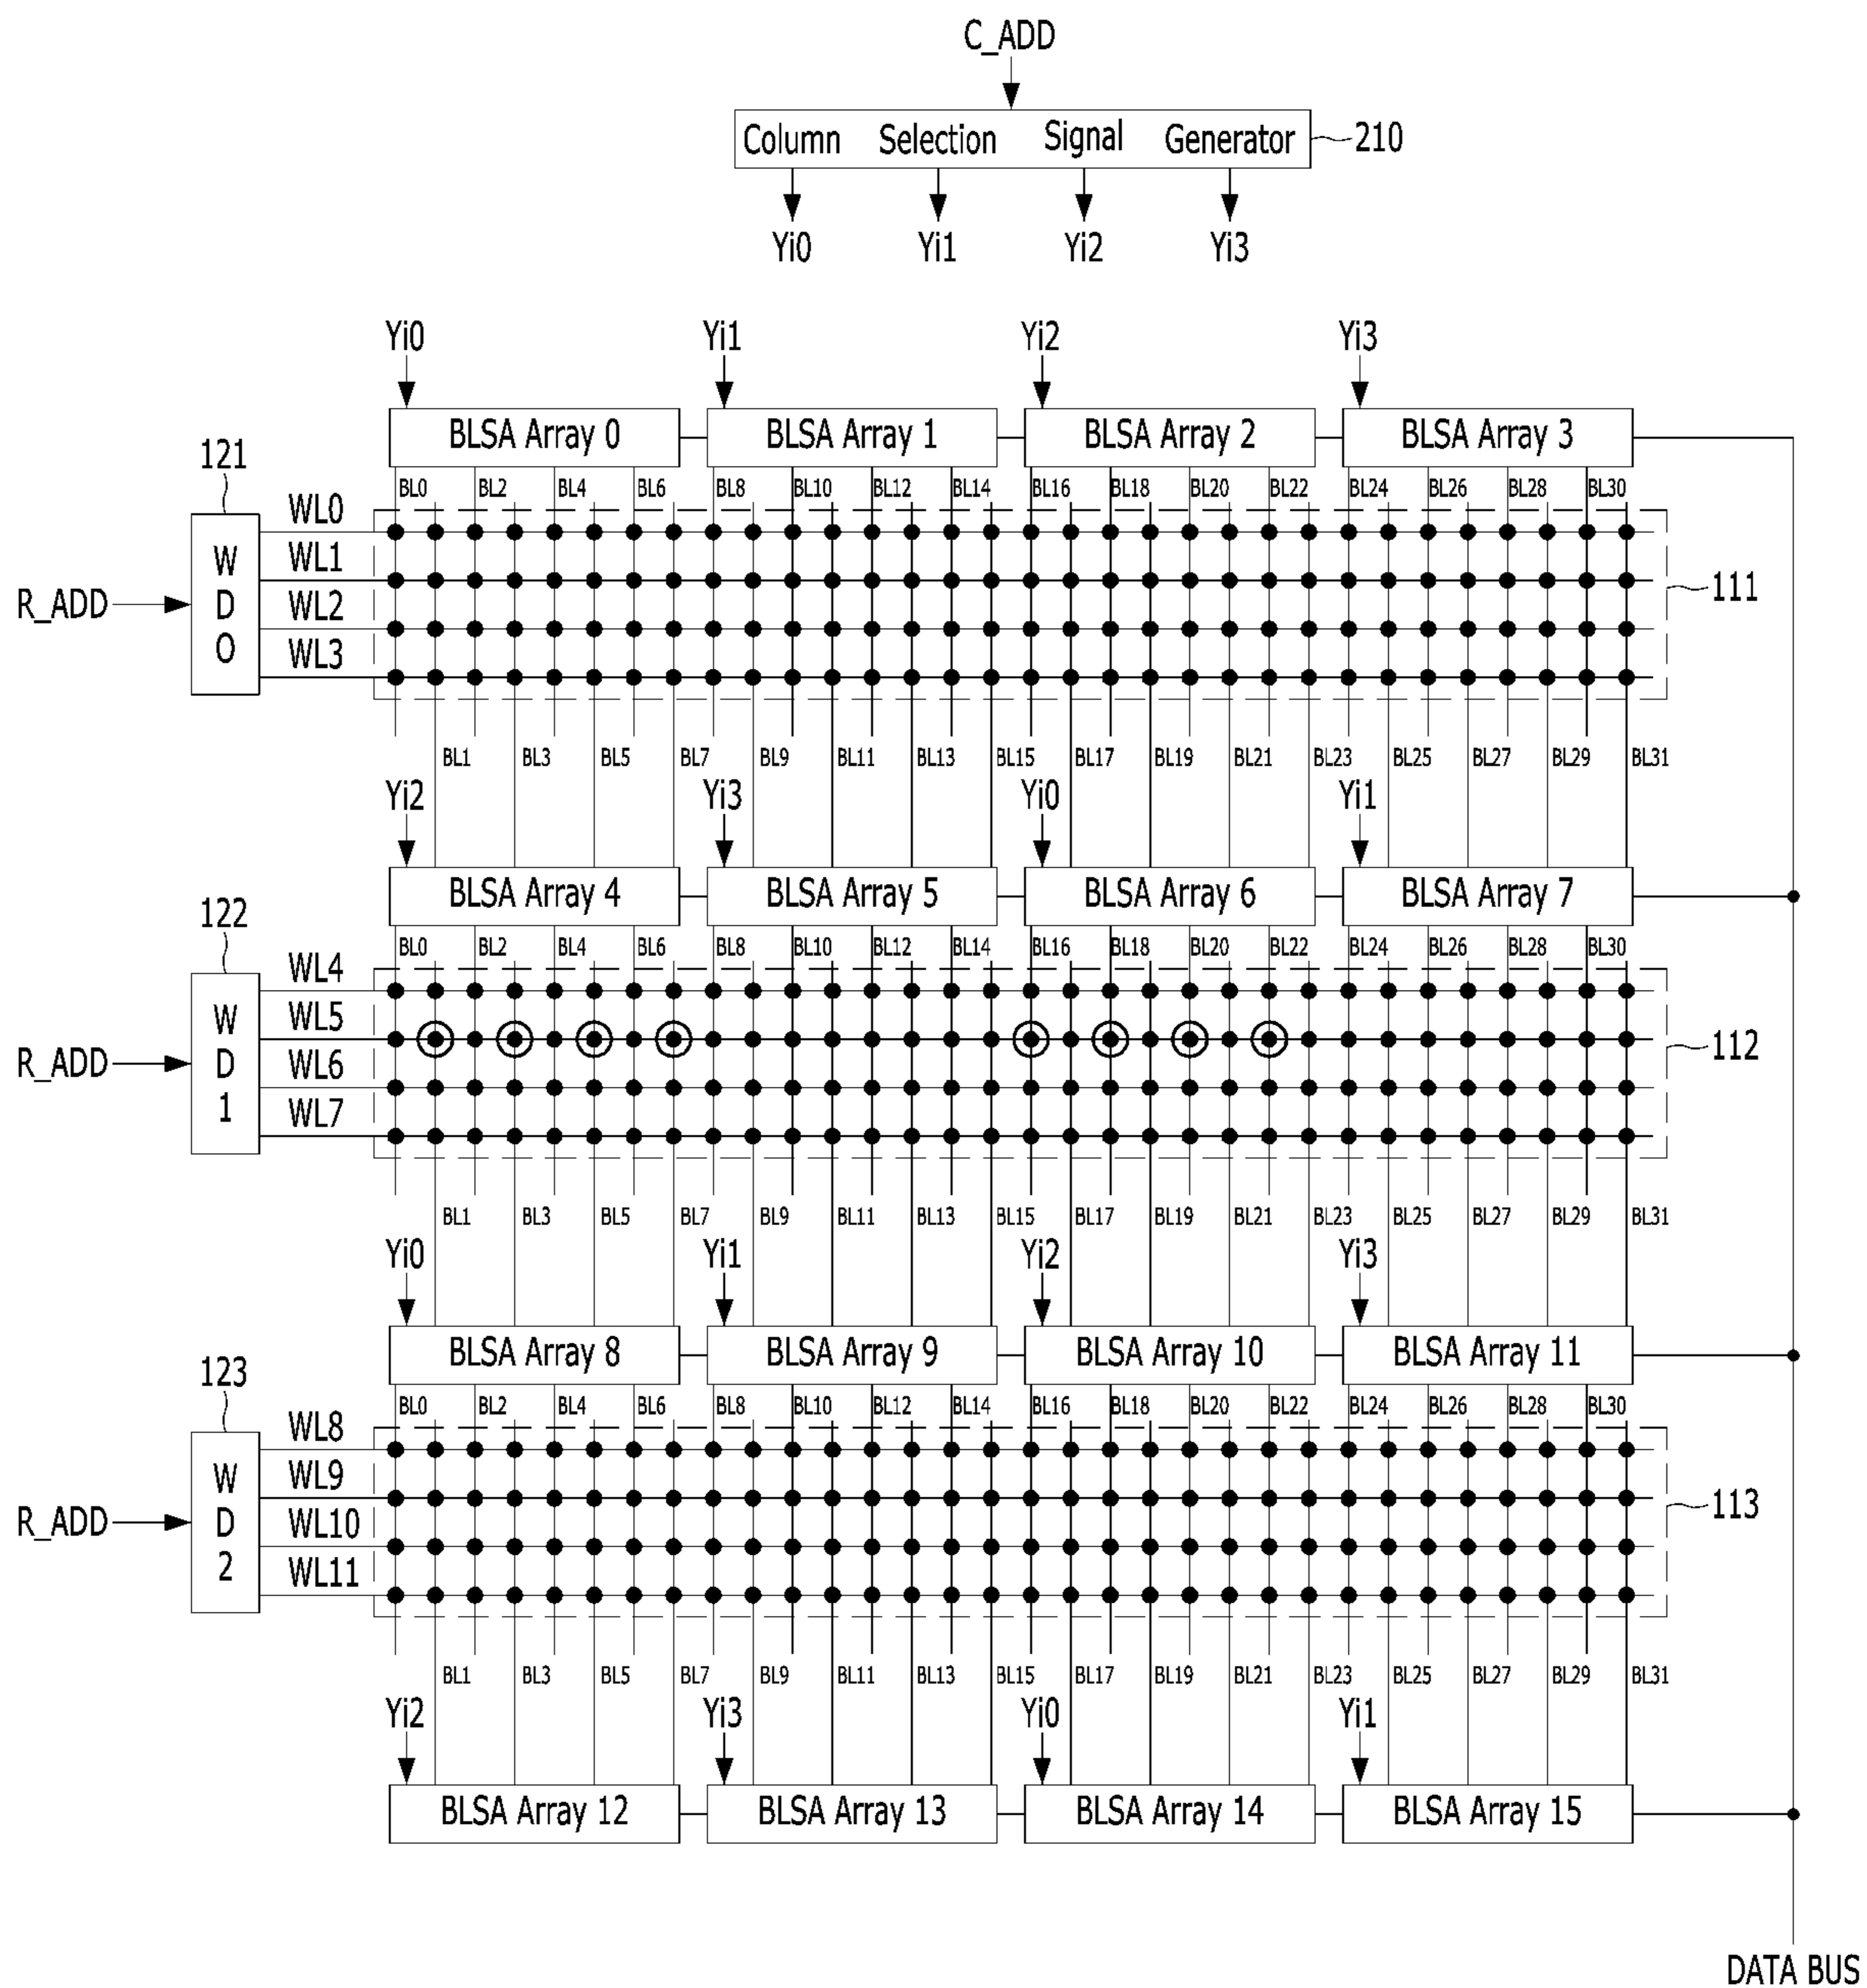 C_ADD
Column Selection Signal Generator 210
Yi0 Yi1 Yi2 Yi3
Yi0 Yi1 Yi2 Yi3
BLSA Array 0 BLSA Array 1 BLSA Array 2 BLSA Array 3
121
BL0 BL2 BL4 BL6 BL8 BL10 BL12 BL14 BL16 BL18 BL20 BL22 BL24 BL26 BL28 BL30
WL0
WL1
WL2
WL3
W
D
0
R_ADD
111
BL1 BL3 BL5 BL7 BL9 BL11 BL13 BL15 BL17 BL19 BL21 BL23 BL25 BL27 BL29 BL31
Yi2 Yi3 Yi0 Yi1
BLSA Array 4 BLSA Array 5 BLSA Array 6 BLSA Array 7
122
BL0 BL2 BL4 BL6 BL8 BL10 BL12 BL14 BL16 BL18 BL20 BL22 BL24 BL26 BL28 BL30
WL4
WL5
WL6
WL7
W
D
1
R_ADD
112
BL1 BL3 BL5 BL7 BL9 BL11 BL13 BL15 BL17 BL19 BL21 BL23 BL25 BL27 BL29 BL31
Yi0 Yi1 Yi2 Yi3
BLSA Array 8 BLSA Array 9 BLSA Array 10 BLSA Array 11
123
BL0 BL2 BL4 BL6 BL8 BL10 BL12 BL14 BL16 BL18 BL20 BL22 BL24 BL26 BL28 BL30
WL8
WL9
WL10
WL11
W
D
2
R_ADD
113
BL1 BL3 BL5 BL7 BL9 BL11 BL13 BL15 BL17 BL19 BL21 BL23 BL25 BL27 BL29 BL31
Yi2 Yi3 Yi0 Yi1
BLSA Array 12 BLSA Array 13 BLSA Array 14 BLSA Array 15
DATA BUS